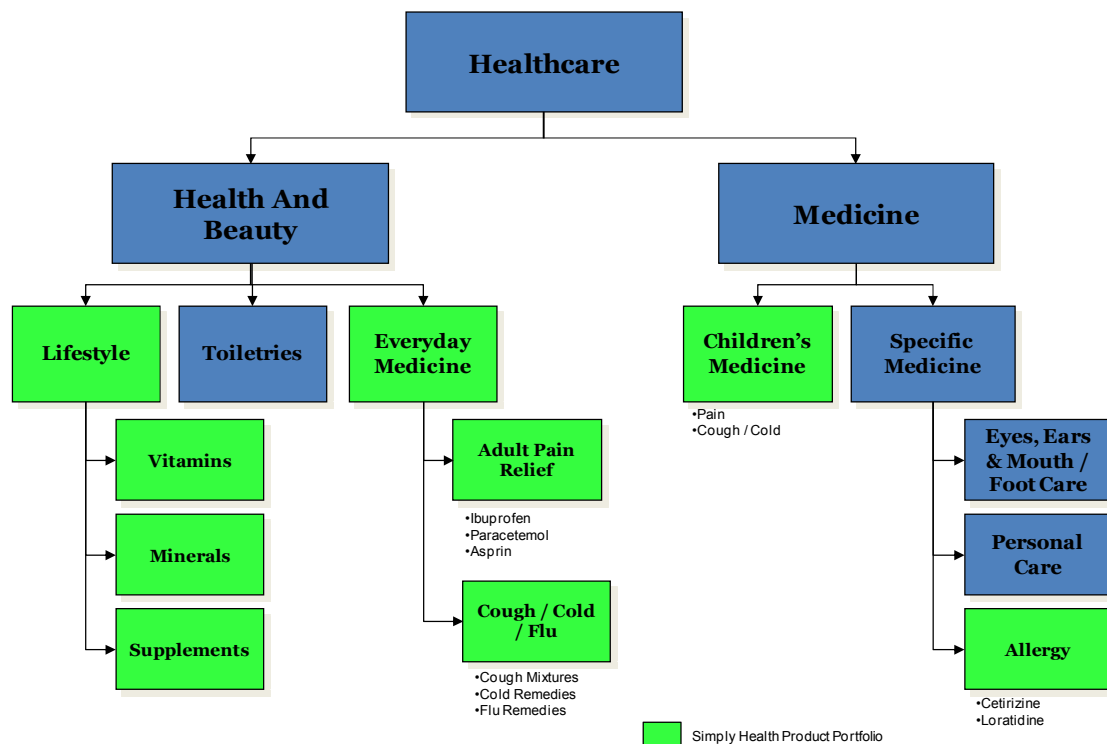 Healthcare
Health And
Beauty
Medicine
Lifestyle
Toiletries
Everyday
Medicine
Children's
Medicine
Specific
Medicine
•Pain
•Cough / Cold
Vitamins
Adult Pain
Relief
Eyes, Ears
& Mouth /
Foot Care
•Ibuprofen
•Paracetemol
•Asprin
Minerals
Personal
Care
Cough / Cold
/ Flu
Supplements
Allergy
•Cough Mixtures
•Cold Remedies
•Flu Remedies
•Cetirizine
•Loratidine
Simply Health Product Portfolio